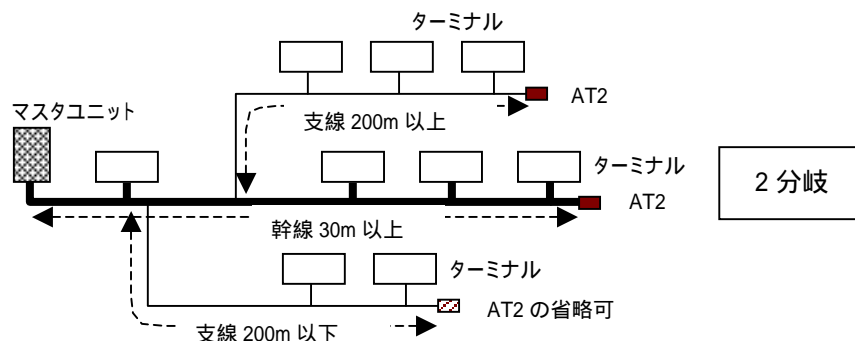 ターミナル
AT2
支線 200m 以上
マスタユニット
ターミナル
AT2
2 分岐
幹線 30m 以上
ターミナル
AT2 の省略可
支線 200m 以下